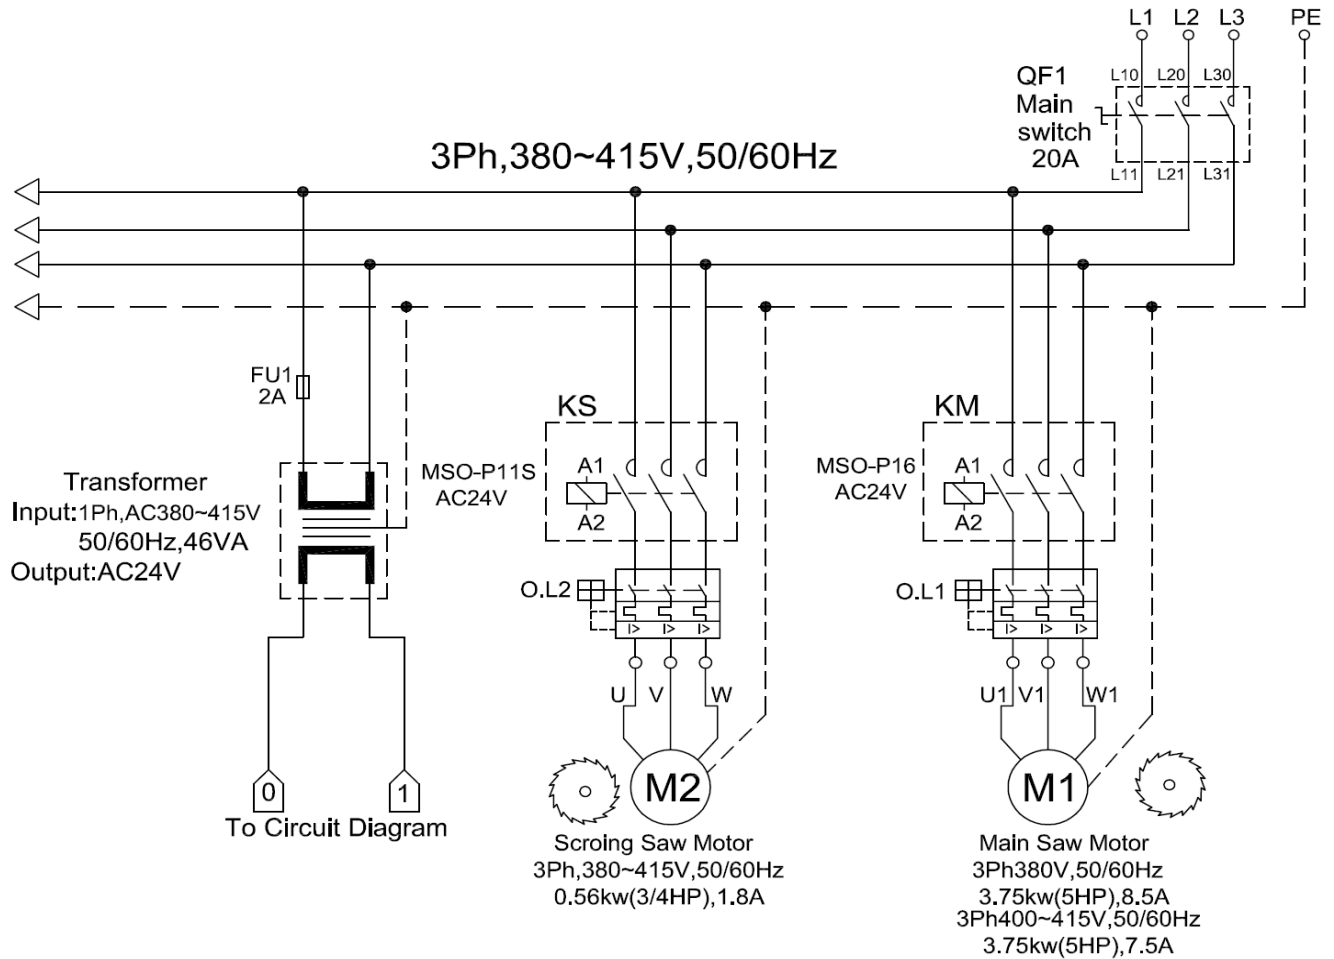 L1 L2 L3 PE
QF1
Main
switch
20A
L10 L20 L30
L11 L21 L31
3Ph,380~415V,50/60Hz
FU1
2A
Transformer
Input:1Ph,AC380~415V
50/60Hz,46VA
Output:AC24V
0 1
To Circuit Diagram
KS
MSO-P11S
AC24V
A1
A2
O.L2
I> I> I>
U V W
M2
Scroing Saw Motor
3Ph,380~415V,50/60Hz
0.56kw(3/4HP),1.8A
KM
MSO-P16
AC24V
A1
A2
O.L1
I> I> I>
U1 V1 W1
M1
Main Saw Motor
3Ph380V,50/60Hz
3.75kw(5HP),8.5A
3Ph400~415V,50/60Hz
3.75kw(5HP),7.5A